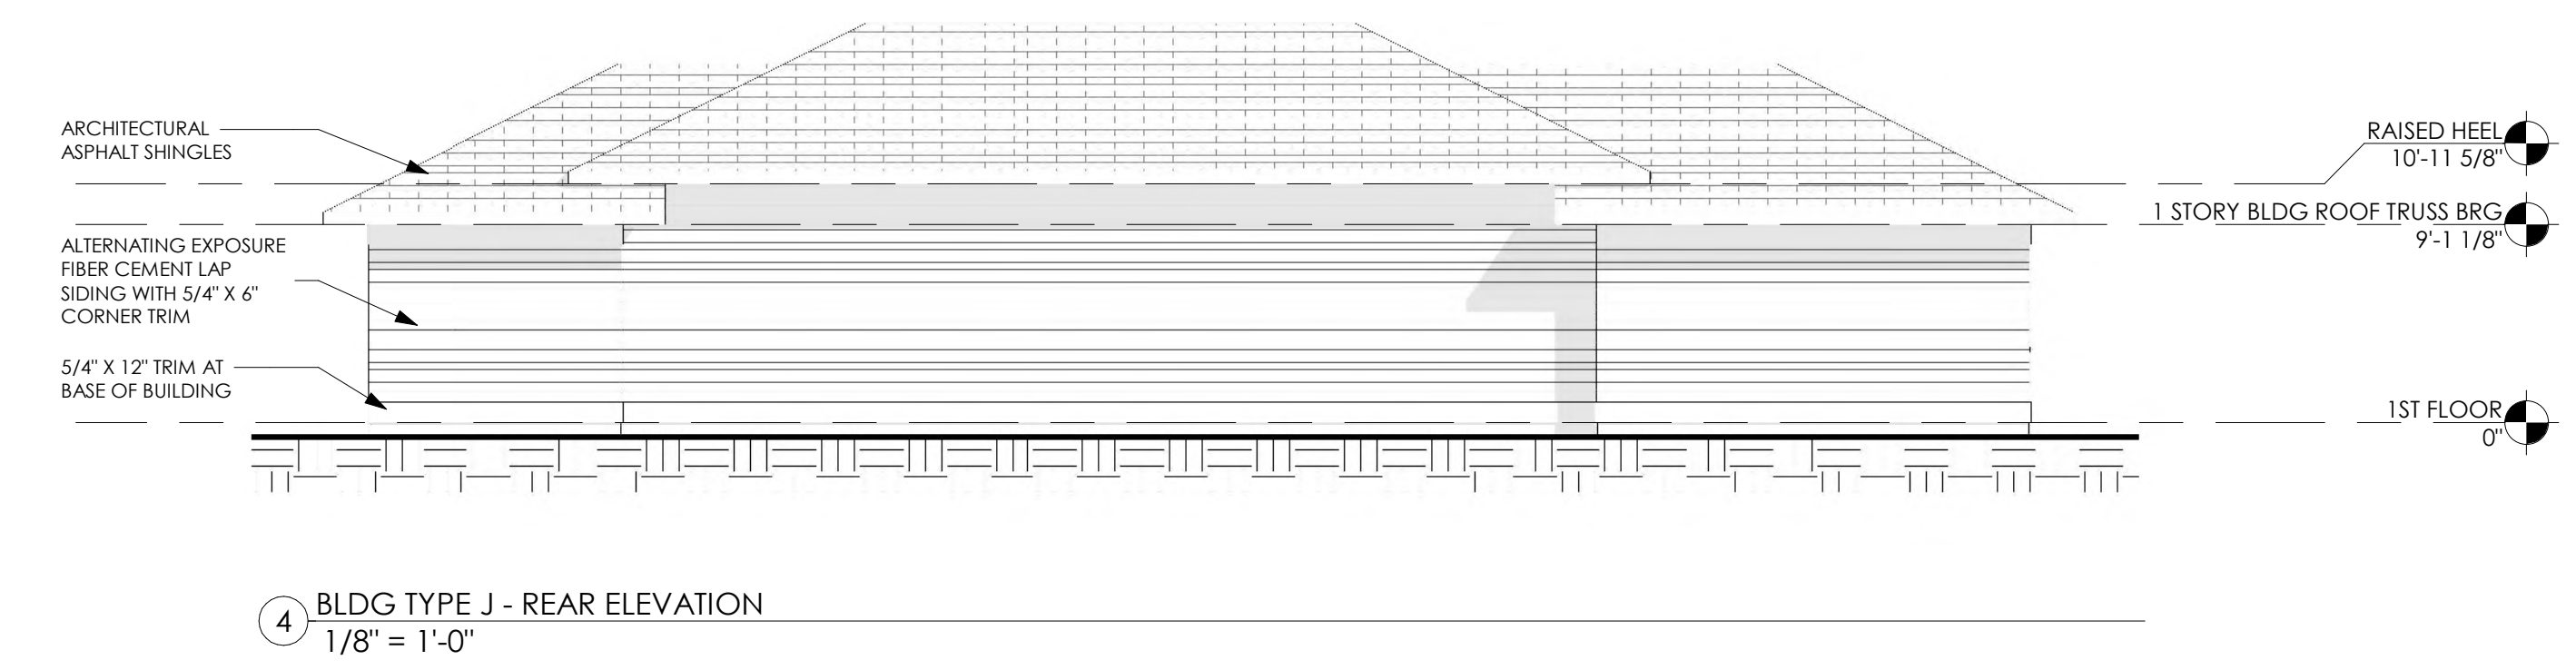 ARCHITECTURAL
ASPHALT SHINGLES
ALTERNATING EXPOSURE
FIBER CEMENT LAP
SIDING WITH 5/4" X 6"
CORNER TRIM
5/4" X 12" TRIM AT
BASE OF BUILDING
RAISED HEEL
10'-11 5/8"
1 STORY BLDG ROOF TRUSS BRG
9'-1 1/8"
1ST FLOOR
0"
4
BLDG TYPE J - REAR ELEVATION
1/8" = 1'-0"